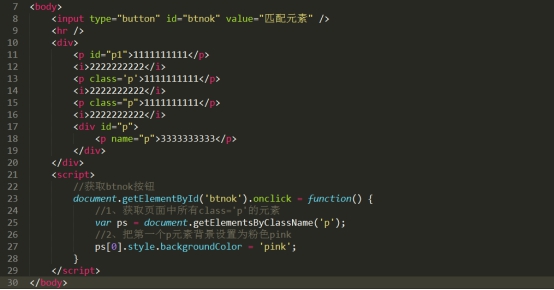 7 <body>
8 <input type="button" id="btnok" value="匹配元素" />
9 <hr />
10 <div>
11 <p id="p1">1111111111</p>
12 <i>2222222222</i>
13 <p class='p'>1111111111</p>
14 <i>2222222222</i>
15 <p class="p">1111111111</p>
16 <i>2222222222</i>
17 <div id="p">
18 <p name="p">3333333333</p>
19 </div>
20 </div>
21 <script>
22 //获取btnok按钮
23 document.getElementById('btnok').onclick = function() {
24 //1、获取页面中所有class='p'的元素
25 var ps = document.getElementsByClassName('p');
26 //2、把第一个p元素背景设置为粉色pink
27 ps[0].style.backgroundColor = 'pink';
28 }
29 </script>
30 </body>